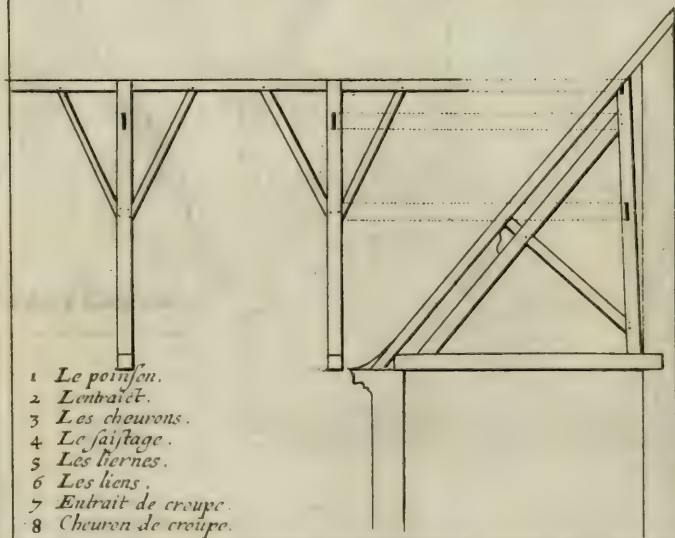 1 Le poinſon.
2 Lentraict.
3 Les cheurons.
4 Le faiſtage.
5 Les liernes.
6 Les liens.
7 Entrait de croupe.
8 Cheuron de croupe.